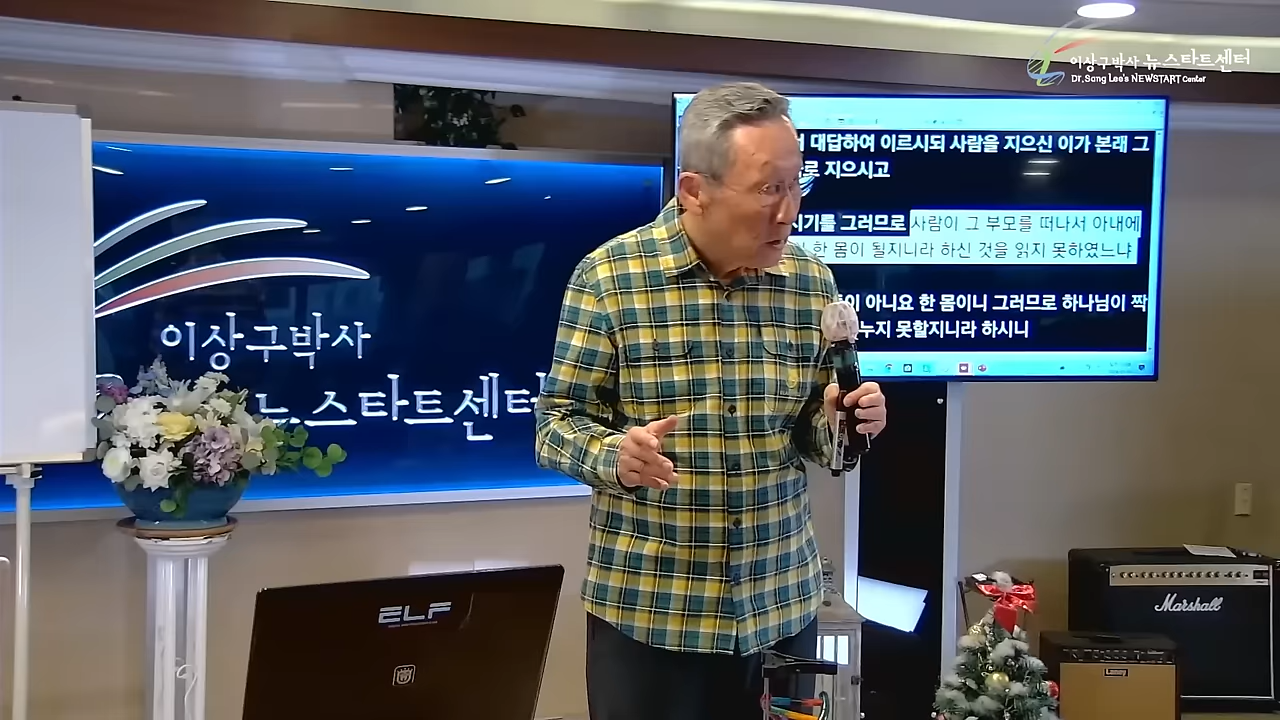 이상구박사 뉴스타트센터
Dr.Sang Lee's NEWSTART Center
대답하여 이르시되 사람을 지으신 이가 본래 그
로 지으시고
시기를 그러므로 사람이 그 부모를 떠나서 아내에
한 몸이 될지니라 하신 것을 읽지 못하였느냐
이 아니요 한 몸이니 그러므로 하나님이 짝
누지 못할지니라 하시니
이상구박사
뉴스타트센터
ELF
Marshall
Laney